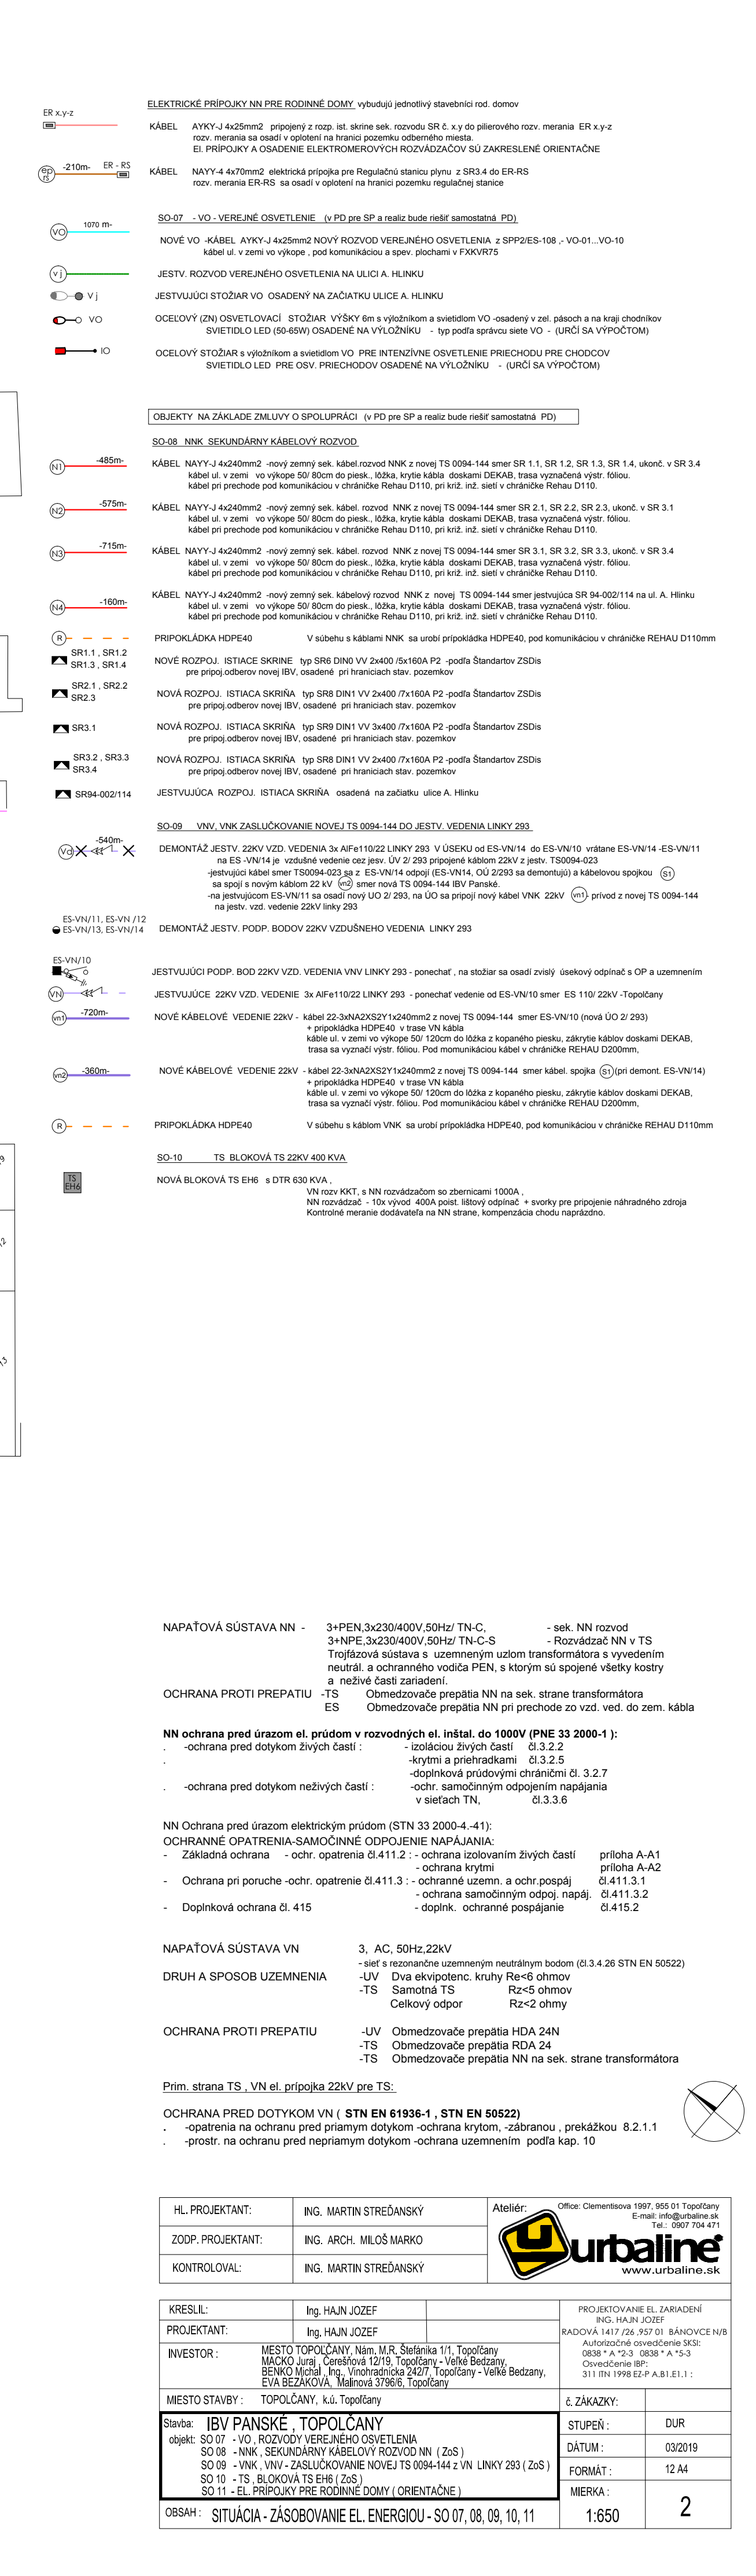 ELEKTRICKÉ PRÍPOJKY NN PRE RODINNÉ DOMY vybudujú jednotlivý stavebníci rod. domov
ER x.y-z
KÁBEL AYKY-J 4x25mm2 pripojený z rozp. ist. skrine sek. rozvodu SR č. x.y do pilierového rozv. merania ER x.y-z
rozv. merania sa osadí v oplotení na hranici pozemku odberného miesta.
El. PRÍPOJKY A OSADENIE ELEKTOMEROVÝCH ROZVÁDZAČOV SÚ ZAKRESLENÉ ORIENTAČNE
ep rs -210m- ER - RS
KÁBEL NAYY-4 4x70mm2 elektrická prípojka pre Regulačnú stanicu plynu z SR3.4 do ER-RS
rozv. merania ER-RS sa osadí v oplotení na hranici pozemku regulačnej stanice
SO-07 - VO - VEREJNÉ OSVETLENIE (v PD pre SP a realiz bude riešiť samostatná PD)
VO 1070 m-
NOVÉ VO -KÁBEL AYKY-J 4x25mm2 NOVÝ ROZVOD VEREJNÉHO OSVETLENIA z SPP2/ES-108 ,- VO-01...VO-10
kábel ul. v zemi vo výkope , pod komunikáciou a spev. plochami v FXKVR75
v j JESTV. ROZVOD VEREJNÉHO OSVETLENIA NA ULICI A. HLINKU
V j JESTVUJÚCI STOŽIAR VO OSADENÝ NA ZAČIATKU ULICE A. HLINKU
VO OCEĽOVÝ (ZN) OSVETLOVACÍ STOŽIAR VÝŠKY 6m s výložníkom a svietidlom VO -osadený v zel. pásoch a na kraji chodníkov
SVIETIDLO LED (50-65W) OSADENÉ NA VÝLOŽNÍKU - typ podľa správcu siete VO - (URČÍ SA VÝPOČTOM)
IO OCELOVÝ STOŽIAR s výložníkom a svietidlom VO PRE INTENZÍVNE OSVETLENIE PRIECHODU PRE CHODCOV
SVIETIDLO LED PRE OSV. PRIECHODOV OSADENÉ NA VÝLOŽNÍKU - (URČÍ SA VÝPOČTOM)
OBJEKTY NA ZÁKLADE ZMLUVY O SPOLUPRÁCI (v PD pre SP a realiz bude riešiť samostatná PD)
SO-08 NNK SEKUNDÁRNY KÁBELOVÝ ROZVOD
N1 -485m-
KÁBEL NAYY-J 4x240mm2 -nový zemný sek. kábel.rozvod NNK z novej TS 0094-144 smer SR 1.1, SR 1.2, SR 1.3, SR 1.4, ukonč. v SR 3.4
kábel ul. v zemi vo výkope 50/ 80cm do piesk., lôžka, krytie kábla doskami DEKAB, trasa vyznačená výstr. fóliou.
kábel pri prechode pod komunikáciou v chráničke Rehau D110, pri križ. inž. sietí v chráničke Rehau D110.
N2 -575m-
KÁBEL NAYY-J 4x240mm2 -nový zemný sek. kábel. rozvod NNK z novej TS 0094-144 smer SR 2.1, SR 2.2, SR 2.3, ukonč. v SR 3.1
kábel ul. v zemi vo výkope 50/ 80cm do piesk., lôžka, krytie kábla doskami DEKAB, trasa vyznačená výstr. fóliou.
kábel pri prechode pod komunikáciou v chráničke Rehau D110, pri križ. inž. sietí v chráničke Rehau D110.
N3 -715m-
KÁBEL NAYY-J 4x240mm2 -nový zemný sek. kábel. rozvod NNK z novej TS 0094-144 smer SR 3.1, SR 3.2, SR 3.3, ukonč. v SR 3.4
kábel ul. v zemi vo výkope 50/ 80cm do piesk., lôžka, krytie kábla doskami DEKAB, trasa vyznačená výstr. fóliou.
kábel pri prechode pod komunikáciou v chráničke Rehau D110, pri križ. inž. sietí v chráničke Rehau D110.
N4 -160m-
KÁBEL NAYY-J 4x240mm2 -nový zemný sek. kábelový rozvod NNK z novej TS 0094-144 smer jestvujúca SR 94-002/114 na ul. A. Hlinku
kábel ul. v zemi vo výkope 50/ 80cm do piesk., lôžka, krytie kábla doskami DEKAB, trasa vyznačená výstr. fóliou.
kábel pri prechode pod komunikáciou v chráničke Rehau D110, pri križ. inž. sietí v chráničke Rehau D110.
R PRIPOKLÁDKA HDPE40 V súbehu s káblami NNK sa urobí prípokládka HDPE40, pod komunikáciou v chráničke REHAU D110mm
SR1.1 , SR1.2
SR1.3 , SR1.4
NOVÉ ROZPOJ. ISTIACE SKRINE typ SR6 DIN0 VV 2x400 /5x160A P2 -podľa Štandartov ZSDis
pre pripoj.odberov novej IBV, osadené pri hraniciach stav. pozemkov
SR2.1 , SR2.2
SR2.3
NOVÁ ROZPOJ. ISTIACA SKRIŇA typ SR8 DIN1 VV 2x400 /7x160A P2 -podľa Štandartov ZSDis
pre pripoj.odberov novej IBV, osadené pri hraniciach stav. pozemkov
SR3.1
NOVÁ ROZPOJ. ISTIACA SKRIŇA typ SR9 DIN1 VV 3x400 /7x160A P2 -podľa Štandartov ZSDis
pre pripoj.odberov novej IBV, osadené pri hraniciach stav. pozemkov
SR3.2 , SR3.3
SR3.4
NOVÁ ROZPOJ. ISTIACA SKRIŇA typ SR8 DIN1 VV 2x400 /7x160A P2 -podľa Štandartov ZSDis
pre pripoj.odberov novej IBV, osadené pri hraniciach stav. pozemkov
SR94-002/114 JESTVUJÚCA ROZPOJ. ISTIACA SKRIŇA osadená na začiatku ulice A. Hlinku
SO-09 VNV, VNK ZASLUČKOVANIE NOVEJ TS 0094-144 DO JESTV. VEDENIA LINKY 293
Vd -540m-
DEMONTÁŽ JESTV. 22KV VZD. VEDENIA 3x AlFe110/22 LINKY 293 V ÚSEKU od ES-VN/14 do ES-VN/10 vrátane ES-VN/14 -ES-VN/11
na ES -VN/14 je vzdušné vedenie cez jesv. ÚV 2/ 293 pripojené káblom 22kV z jestv. TS0094-023
-jestvujúci kábel smer TS0094-023 sa z ES-VN/14 odpojí (ES-VN14, OÚ 2/293 sa demontujú) a kábelovou spojkou S1
sa spojí s novým káblom 22 kV vn2 smer nová TS 0094-144 IBV Panské.
-na jestvujúcom ES-VN/11 sa osadí nový UO 2/ 293, na ÚO sa pripojí nový kábel VNK 22kV vn1 - prívod z novej TS 0094-144
na jestv. vzd. vedenie 22kV linky 293
ES-VN/11, ES-VN /12
ES-VN/13, ES-VN/14 DEMONTÁŽ JESTV. PODP. BODOV 22KV VZDUŠNÉHO VEDENIA LINKY 293
ES-VN/10
JESTVUJÚCI PODP. BOD 22KV VZD. VEDENIA VNV LINKY 293 - ponechať , na stožiar sa osadí zvislý úsekový odpínač s OP a uzemnením
VN JESTVUJÚCE 22KV VZD. VEDENIE 3x AlFe110/22 LINKY 293 - ponechať vedenie od ES-VN/10 smer ES 110/ 22kV -Topolčany
vn1 -720m- NOVÉ KÁBELOVÉ VEDENIE 22kV - kábel 22-3xNA2XS2Y1x240mm2 z novej TS 0094-144 smer ES-VN/10 (nová ÚO 2/ 293)
+ pripokládka HDPE40 v trase VN kábla
káble ul. v zemi vo výkope 50/ 120cm do lôžka z kopaného piesku, zákrytie káblov doskami DEKAB,
trasa sa vyznačí výstr. fóliou. Pod momunikáciou kábel v chráničke REHAU D200mm,
vn2 -360m- NOVÉ KÁBELOVÉ VEDENIE 22kV - kábel 22-3xNA2XS2Y1x240mm2 z novej TS 0094-144 smer kábel. spojka S1 (pri demont. ES-VN/14)
+ pripokládka HDPE40 v trase VN kábla
káble ul. v zemi vo výkope 50/ 120cm do lôžka z kopaného piesku, zákrytie káblov doskami DEKAB,
trasa sa vyznačí výstr. fóliou. Pod momunikáciou kábel v chráničke REHAU D200mm,
R PRIPOKLÁDKA HDPE40 V súbehu s káblom VNK sa urobí prípokládka HDPE40, pod komunikáciou v chráničke REHAU D110mm
SO-10 TS BLOKOVÁ TS 22KV 400 KVA
TS EH6 NOVÁ BLOKOVÁ TS EH6 s DTR 630 KVA ,
VN rozv KKT, s NN rozvádzačom so zbernicami 1000A ,
NN rozvádzač - 10x vývod 400A poist. lištový odpínač + svorky pre pripojenie náhradného zdroja
Kontrolné meranie dodávateľa na NN strane, kompenzácia chodu naprázdno.
NAPAŤOVÁ SÚSTAVA NN - 3+PEN,3x230/400V,50Hz/ TN-C, - sek. NN rozvod
3+NPE,3x230/400V,50Hz/ TN-C-S - Rozvádzač NN v TS
Trojfázová sústava s uzemneným uzlom transformátora s vyvedením
neutrál. a ochranného vodiča PEN, s ktorým sú spojené všetky kostry
a neživé časti zariadení.
OCHRANA PROTI PREPATIU -TS Obmedzovače prepätia NN na sek. strane transformátora
ES Obmedzovače prepätia NN pri prechode zo vzd. ved. do zem. kábla
NN ochrana pred úrazom el. prúdom v rozvodných el. inštal. do 1000V (PNE 33 2000-1 ):
. -ochrana pred dotykom živých častí : - izoláciou živých častí čl.3.2.2
. -krytmi a priehradkami čl.3.2.5
-doplnková prúdovými chráničmi čl. 3.2.7
. -ochrana pred dotykom neživých častí : -ochr. samočinným odpojením napájania
v sieťach TN, čl.3.3.6
NN Ochrana pred úrazom elektrickým prúdom (STN 33 2000-4.-41):
OCHRANNÉ OPATRENIA-SAMOČINNÉ ODPOJENIE NAPÁJANIA:
- Základná ochrana - ochr. opatrenia čl.411.2 : - ochrana izolovaním živých častí príloha A-A1
- ochrana krytmi príloha A-A2
- Ochrana pri poruche -ochr. opatrenie čl.411.3 : - ochranné uzemn. a ochr.pospáj čl.411.3.1
- ochrana samočinným odpoj. napáj. čl.411.3.2
- Doplnková ochrana čl. 415 - doplnk. ochranné pospájanie čl.415.2
NAPAŤOVÁ SÚSTAVA VN 3, AC, 50Hz,22kV
- sieť s rezonančne uzemneným neutrálnym bodom (čl.3.4.26 STN EN 50522)
DRUH A SPOSOB UZEMNENIA -UV Dva ekvipotenc. kruhy Re<6 ohmov
-TS Samotná TS Rz<5 ohmov
Celkový odpor Rz<2 ohmy
OCHRANA PROTI PREPATIU -UV Obmedzovače prepätia HDA 24N
-TS Obmedzovače prepätia RDA 24
-TS Obmedzovače prepätia NN na sek. strane transformátora
Prim. strana TS , VN el. prípojka 22kV pre TS:
OCHRANA PRED DOTYKOM VN ( STN EN 61936-1 , STN EN 50522)
. -opatrenia na ochranu pred priamym dotykom -ochrana krytom, -zábranou , prekážkou 8.2.1.1
. -prostr. na ochranu pred nepriamym dotykom -ochrana uzemnením podľa kap. 10
HL. PROJEKTANT: ING. MARTIN STREĎANSKÝ
ZODP. PROJEKTANT: ING. ARCH. MILOŠ MARKO
KONTROLOVAL: ING. MARTIN STREĎANSKÝ
Ateliér: Office: Clementisova 1997, 955 01 Topoľčany
E-mail: info@urbaline.sk
Tel.: 0907 704 471
urbaline
www.urbaline.sk
KRESLIL: Ing. HAJN JOZEF
PROJEKTANT: Ing. HAJN JOZEF
PROJEKTOVANIE EL. ZARIADENÍ
ING. HAJN JOZEF
RADOVÁ 1417 /26 ,957 01 BÁNOVCE N/B
Autorizačné osvedčenie SKSI:
0838 * A *2-3 0838 * A *5-3
Osvedčenie IBP:
311 ITN 1998 EZ-P A.B1.E1.1 :
INVESTOR : MESTO TOPOĽČANY, Nám. M.R. Štefánika 1/1, Topoľčany
MACKO Juraj , Čerešňová 12/19, Topoľčany - Veľké Bedzany,
BENKO Michal , Ing., Vinohradnícka 242/7, Topoľčany - Veľké Bedzany,
EVA BEZÁKOVÁ, Malinová 3796/6, Topoľčany
MIESTO STAVBY : TOPOLČANY, k.ú. Topoľčany
č. ZÁKAZKY:
Stavba: IBV PANSKÉ , TOPOLČANY
objekt: SO 07 - VO , ROZVODY VEREJNÉHO OSVETLENIA
SO 08 - NNK , SEKUNDÁRNY KÁBELOVÝ ROZVOD NN ( ZoS )
SO 09 - VNK , VNV - ZASLUČKOVANIE NOVEJ TS 0094-144 z VN LINKY 293 ( ZoS )
SO 10 - TS , BLOKOVÁ TS EH6 ( ZoS )
SO 11 - EL. PRÍPOJKY PRE RODINNÉ DOMY ( ORIENTAČNE )
STUPEŇ : DUR
DÁTUM : 03/2019
FORMÁT : 12 A4
MIERKA : 1:650
2
OBSAH : SITUÁCIA - ZÁSOBOVANIE EL. ENERGIOU - SO 07, 08, 09, 10, 11